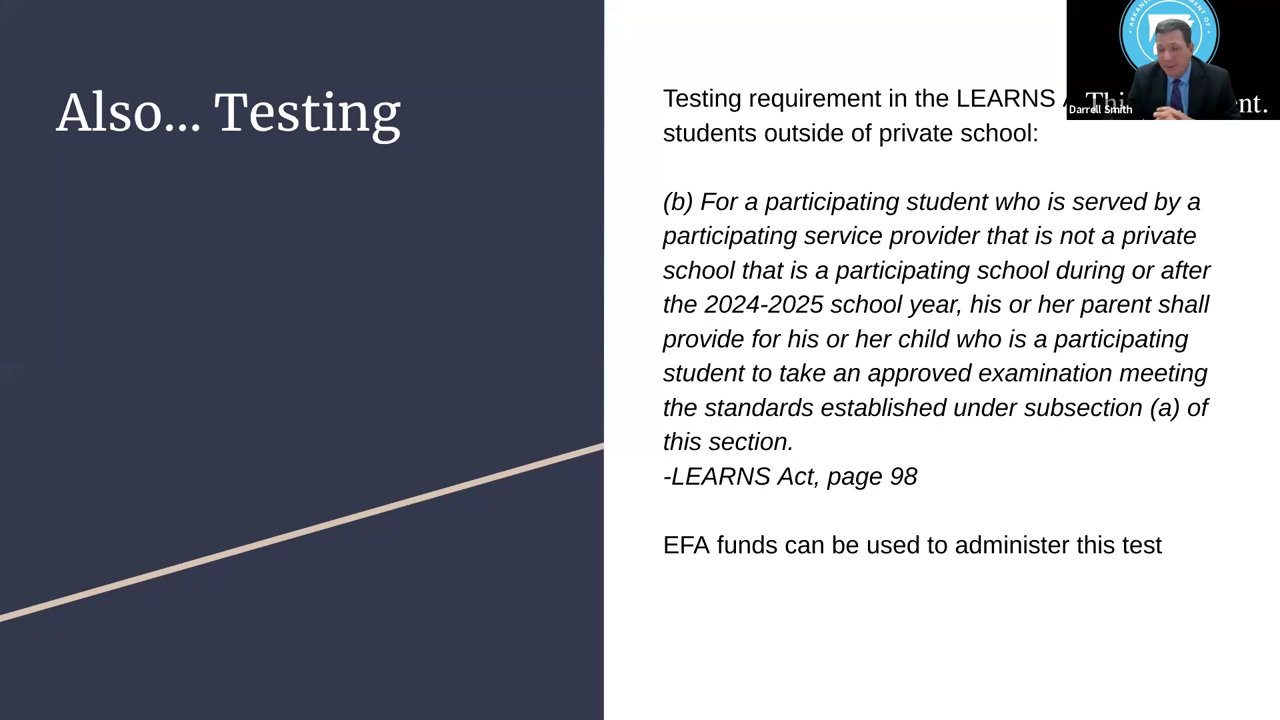 Also... Testing
Testing requirement in the LEARNS
students outside of private school:
(b) For a participating student who is served by a
participating service provider that is not a private
school that is a participating school during or after
the 2024-2025 school year, his or her parent shall
provide for his or her child who is a participating
student to take an approved examination meeting
the standards established under subsection (a) of
this section.
-LEARNS Act, page 98
EFA funds can be used to administer this test
ARKANSAS
OF
Thi
nt.
Darrell Smith